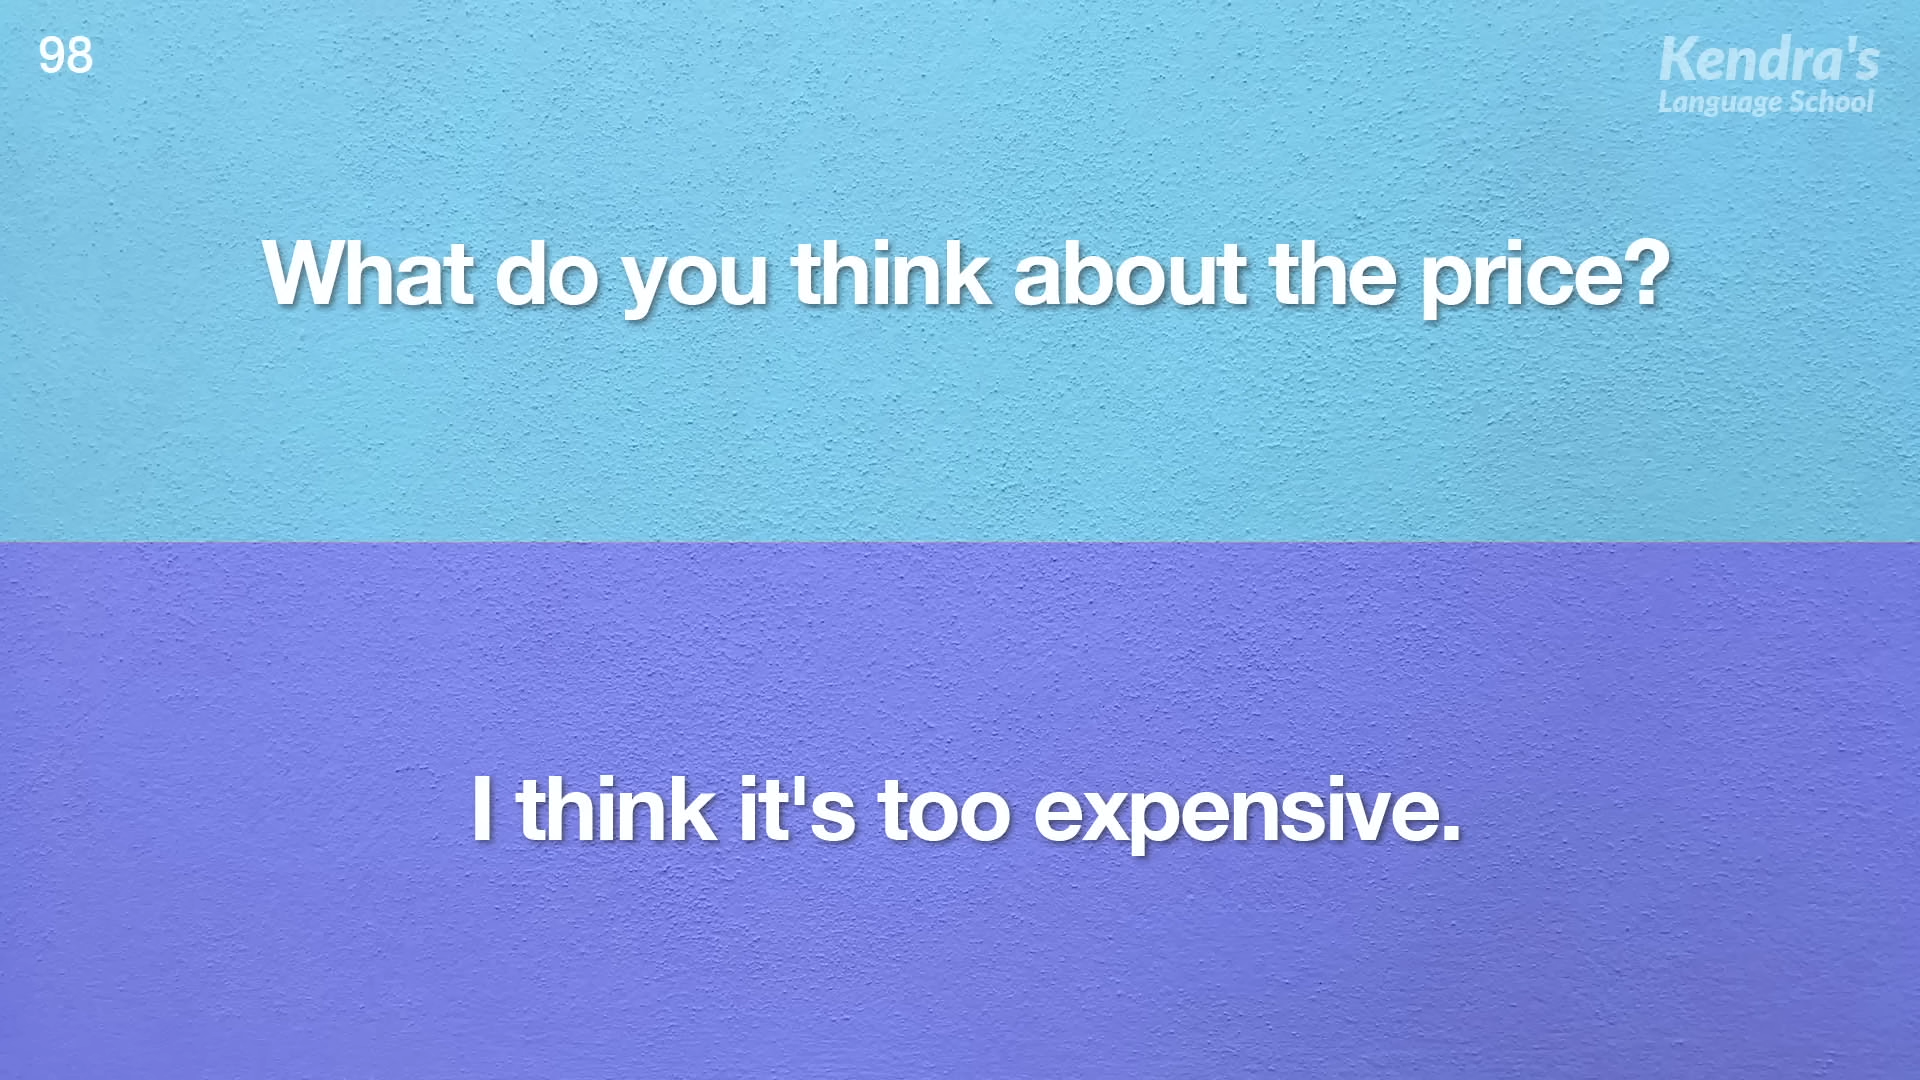 98
Kendra's
Language School
What do you think about the price?
I think it's too expensive.